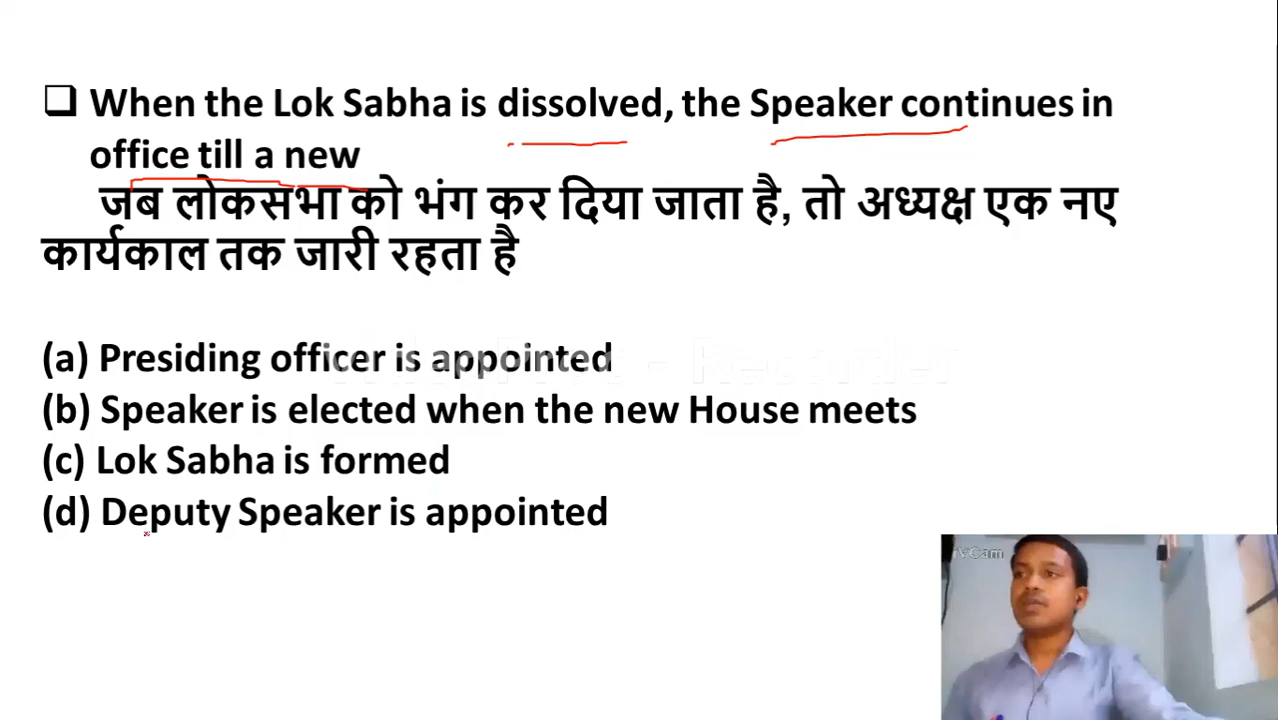 ❑ When the Lok Sabha is dissolved, the Speaker continues in
office till a new
जब लोकसभा को भंग कर दिया जाता है, तो अध्यक्ष एक नए
कार्यकाल तक जारी रहता है
(a) Presiding officer is appointed
(b) Speaker is elected when the new House meets
(c) Lok Sabha is formed
(d) Deputy Speaker is appointed
Recorder